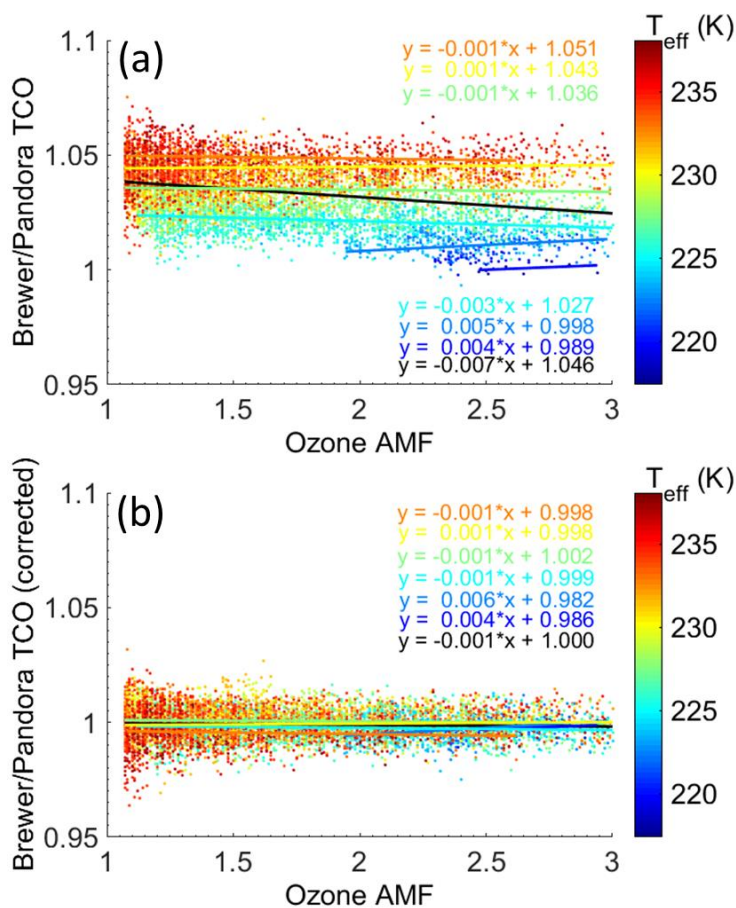 1.1
(a)
y = -0.001*x + 1.051
y = 0.001*x + 1.043
y = -0.001*x + 1.036
T eff (K)
235
230
225
220
1.05
1
0.95
Brewer/Pandora TCO
y = -0.003*x + 1.027
y = 0.005*x + 0.998
y = 0.004*x + 0.989
y = -0.007*x + 1.046
1 1.5 2 2.5 3
Ozone AMF
1.1
(b)
y = -0.001*x + 0.998
y = 0.001*x + 0.998
y = -0.001*x + 1.002
y = -0.001*x + 0.999
y = 0.006*x + 0.982
y = 0.004*x + 0.986
y = -0.001*x + 1.000
T eff (K)
235
230
225
220
1.05
1
0.95
Brewer/Pandora TCO (corrected)
1 1.5 2 2.5 3
Ozone AMF